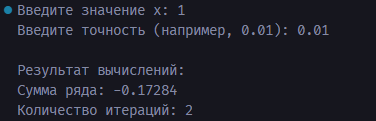 Введите значение x: 1
Введите точность (например, 0.01): 0.01
Результат вычислений:
Сумма ряда: -0.17284
Количество итераций: 2